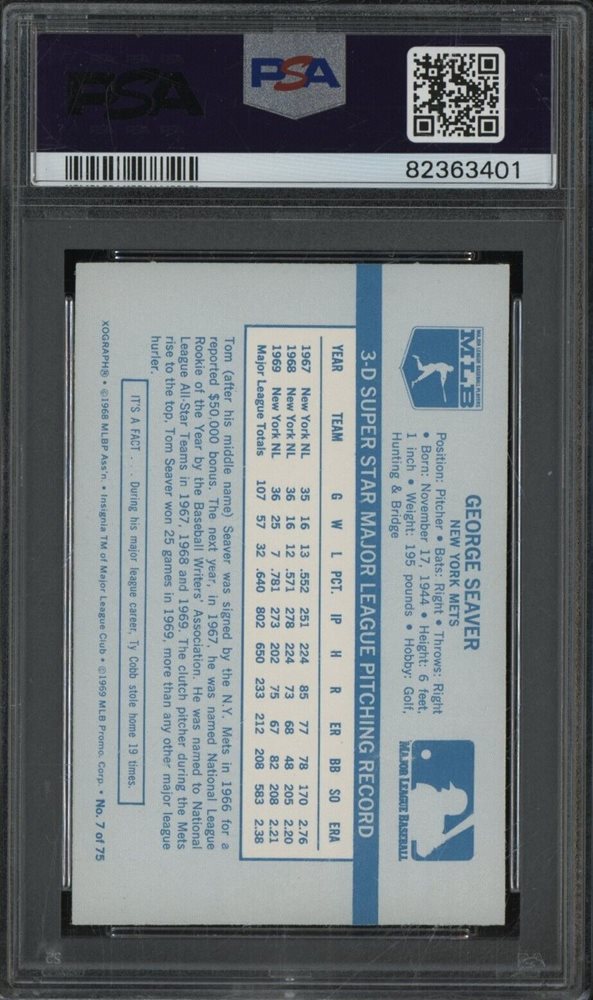 PSA
PSA
82363401
MAJOR LEAGUE BASEBALL PLAYERS
MLB
GEORGE SEAVER
NEW YORK METS
Position: Pitcher • Bats: Right • Throws: Right
• Born: November 17, 1944 • Height: 6 feet,
1 inch • Weight: 195 pounds • Hobby: Golf,
Hunting & Bridge
MAJOR LEAGUE BASEBALL
3-D SUPER STAR MAJOR LEAGUE PITCHING RECORD
YEAR TEAM G W L PCT. IP H R ER BB SO ERA
1967 New York NL 35 16 13 .552 251 224 85 77 78 170 2.76
1968 New York NL 36 16 12 .571 278 224 73 68 48 205 2.20
1969 New York NL 36 25 7 .781 273 202 75 67 82 208 2.21
Major League Totals 107 57 32 .640 802 650 233 212 208 583 2.38
Tom (after his middle name) Seaver was signed by the N.Y. Mets in 1966 for a
reported $50,000 bonus. The next year, in 1967, he was named National League
Rookie of the Year by the Baseball Writers' Association. He was named to National
League All-Star Teams in 1967, 1968 and 1969. The clutch pitcher during the Mets
rise to the top, Tom Seaver won 25 games in 1969, more than any other major league
hurler.
IT'S A FACT . . . During his major league career, Ty Cobb stole home 19 times.
XOGRAPH® • ©1968 MLBP Ass'n. • Insignia TM of Major League Club • ©1969 MLB Promo. Corp. • No. 7 of 75